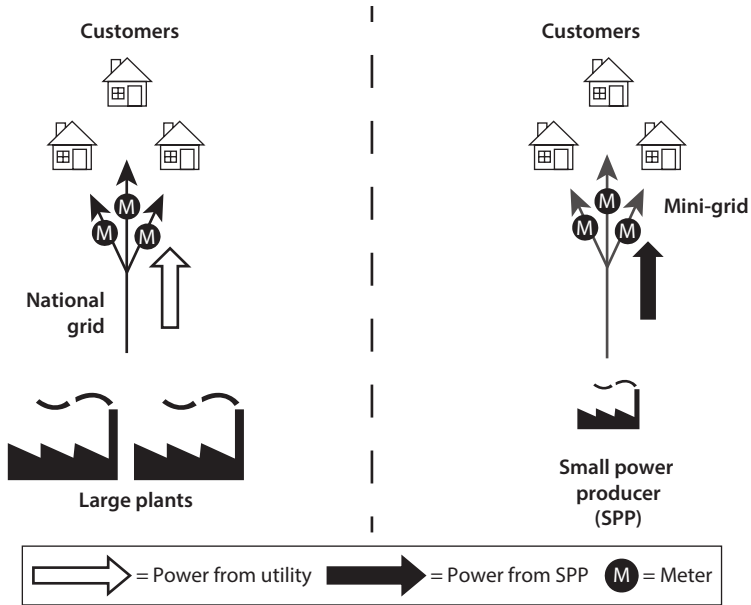 Customers
M
M
M
National
grid
Large plants
Customers
M
M
M
Mini-grid
Small power
producer
(SPP)
= Power from utility
= Power from SPP
M = Meter